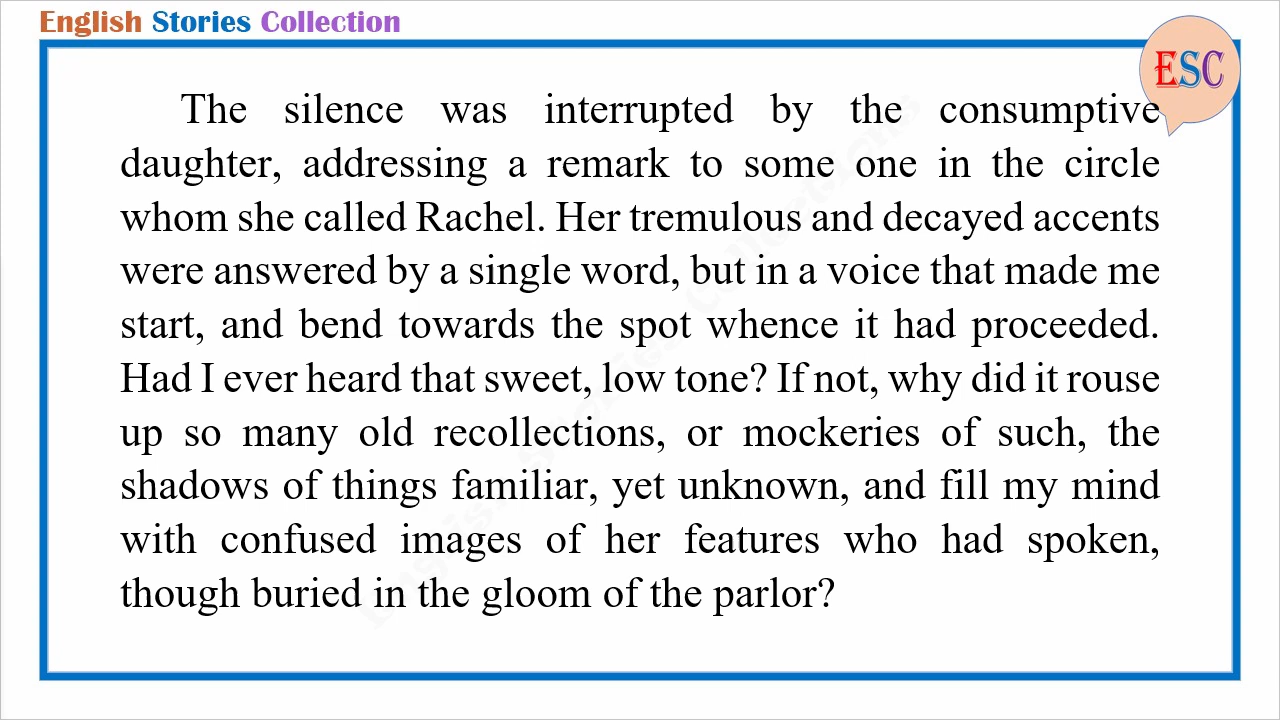 English Stories Collection
ESC
The silence was interrupted by the consumptive
daughter, addressing a remark to some one in the circle
whom she called Rachel. Her tremulous and decayed accents
were answered by a single word, but in a voice that made me
start, and bend towards the spot whence it had proceeded.
Had I ever heard that sweet, low tone? If not, why did it rouse
up so many old recollections, or mockeries of such, the
shadows of things familiar, yet unknown, and fill my mind
with confused images of her features who had spoken,
though buried in the gloom of the parlor?